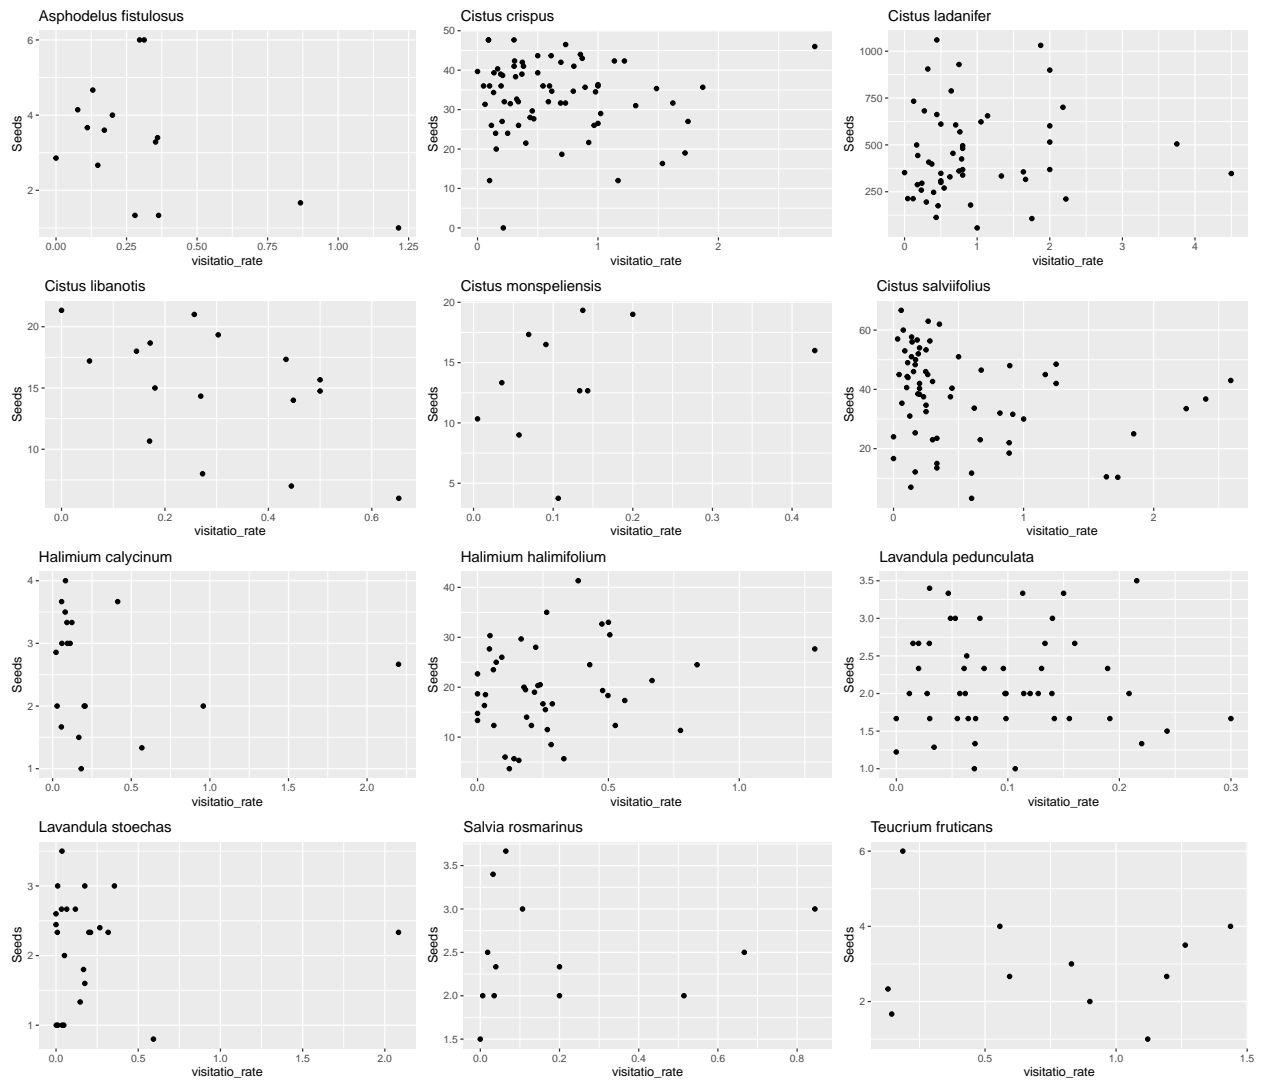 Asphodelus fistulosus
Seeds
6
4
2
0.00 0.25 0.50 0.75 1.00 1.25
visitatio_rate
Cistus crispus
Seeds
50
40
30
20
10
0
0 1 2
visitatio_rate
Cistus ladanifer
Seeds
1000
750
500
250
0 1 2 3 4
visitatio_rate
Cistus libanotis
Seeds
20
15
10
0.0 0.2 0.4 0.6
visitatio_rate
Cistus monspeliensis
Seeds
20
15
10
5
0.0 0.1 0.2 0.3 0.4
visitatio_rate
Cistus salviifolius
Seeds
60
40
20
0 1 2
visitatio_rate
Halimium calycinum
Seeds
4
3
2
1
0.0 0.5 1.0 1.5 2.0
visitatio_rate
Halimium halimifolium
Seeds
40
30
20
10
0.0 0.5 1.0
visitatio_rate
Lavandula pedunculata
Seeds
3.5
3.0
2.5
2.0
1.5
1.0
0.0 0.1 0.2 0.3
visitatio_rate
Lavandula stoechas
Seeds
3
2
1
0.0 0.5 1.0 1.5 2.0
visitatio_rate
Salvia rosmarinus
Seeds
3.5
3.0
2.5
2.0
1.5
0.0 0.2 0.4 0.6 0.8
visitatio_rate
Teucrium fruticans
Seeds
6
4
2
0.5 1.0 1.5
visitatio_rate